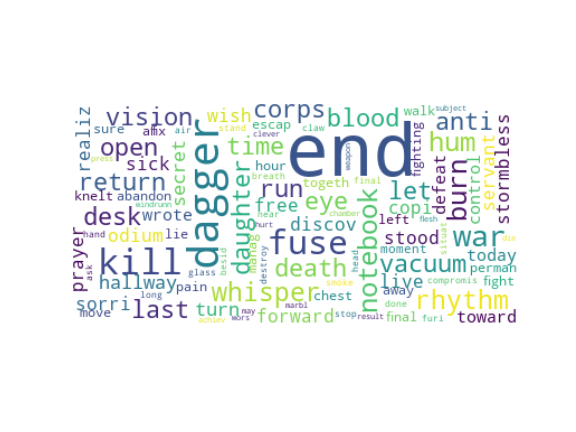 end
dagger
fuse
kill
war
burn
notebook
daughter
rhythm
vacuum
vision
blood
corps
anti
hum
whisper
death
desk
return
last
open
time
run
eye
let
live
turn
forward
wish
free
discov
copi
stood
servant
stormbless
control
defeat
toward
today
hallway
odium
sorri
prayer
secret
sick
realiz
wrote
knelt
abandon
lie
pain
chest
hour
escap
togeth
final
breath
clever
stand
claw
weapon
fighting
walk
sure
amx
air
press
hand
ask
move
long
glass
besid
manag
hear
hurt
destroy
chamber
smoke
head
left
moment
away
perman
fight
compromis
flesh
situat
die
subject
windrunn
achiev
wors
may
marbl
stop
result
done
final
furi